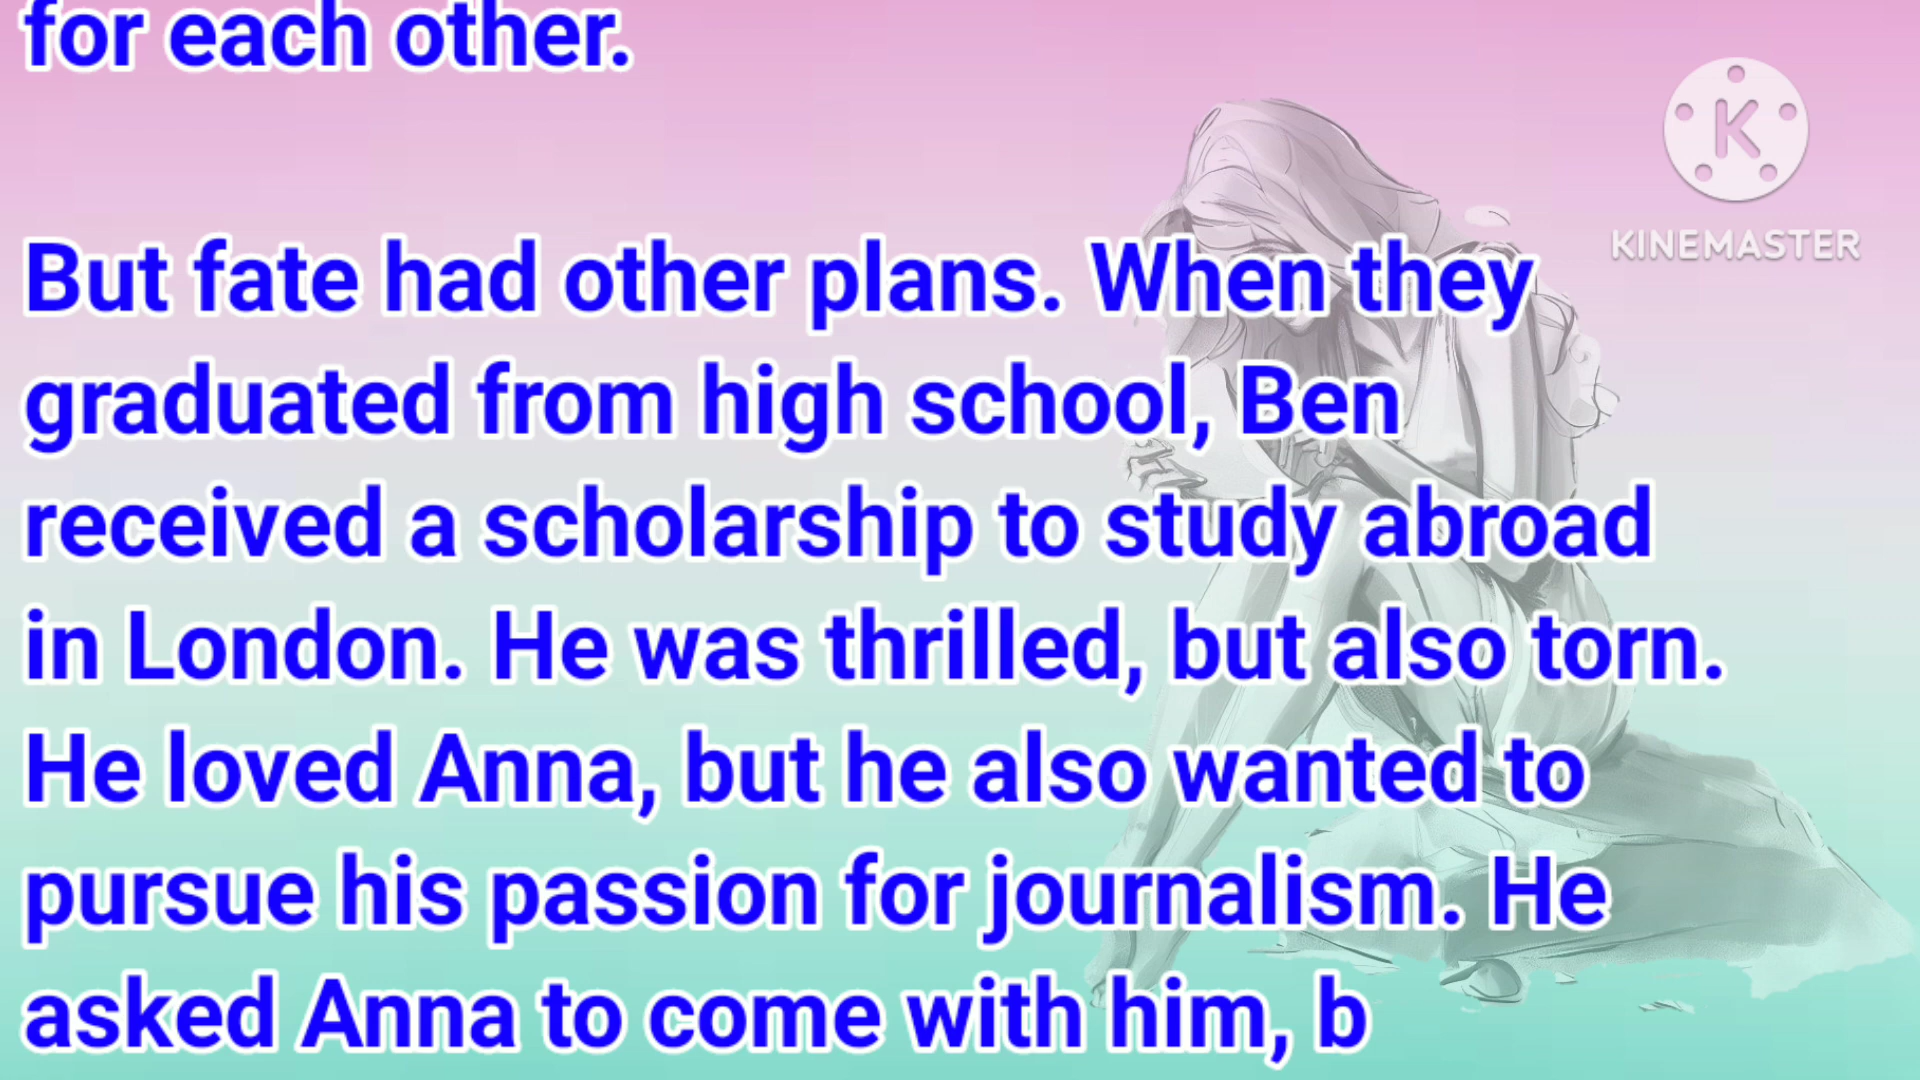 for each other.
KINEMASTER
But fate had other plans. When they
graduated from high school, Ben
received a scholarship to study abroad
in London. He was thrilled, but also torn.
He loved Anna, but he also wanted to
pursue his passion for journalism. He
asked Anna to come with him, b